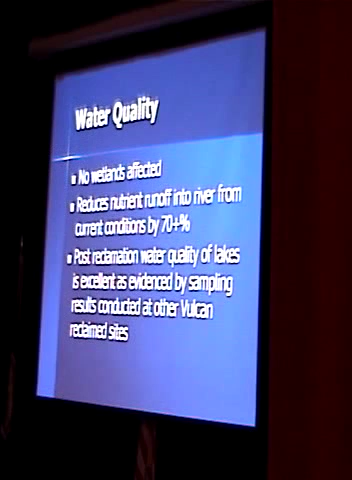 Water Quality
▪ No wetlands affected
▪ Reduces nutrient runoff into river from
current conditions by 70+%
▪ Post reclamation water quality of lakes
is excellent as evidenced by sampling
results conducted at other Vulcan
reclaimed sites